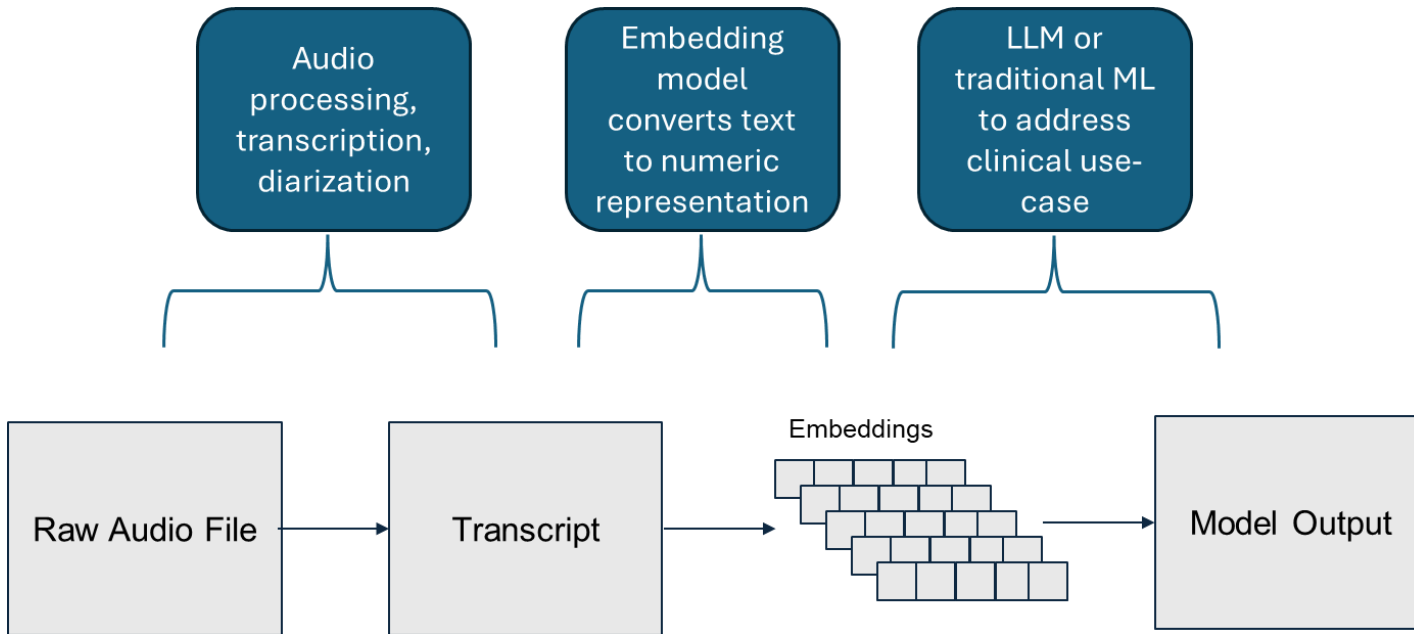 Audio
processing,
transcription,
diarization
Embedding
model
converts text
to numeric
representation
LLM or
traditional ML
to address
clinical use-
case
Raw Audio File
Transcript
Embeddings
Model Output